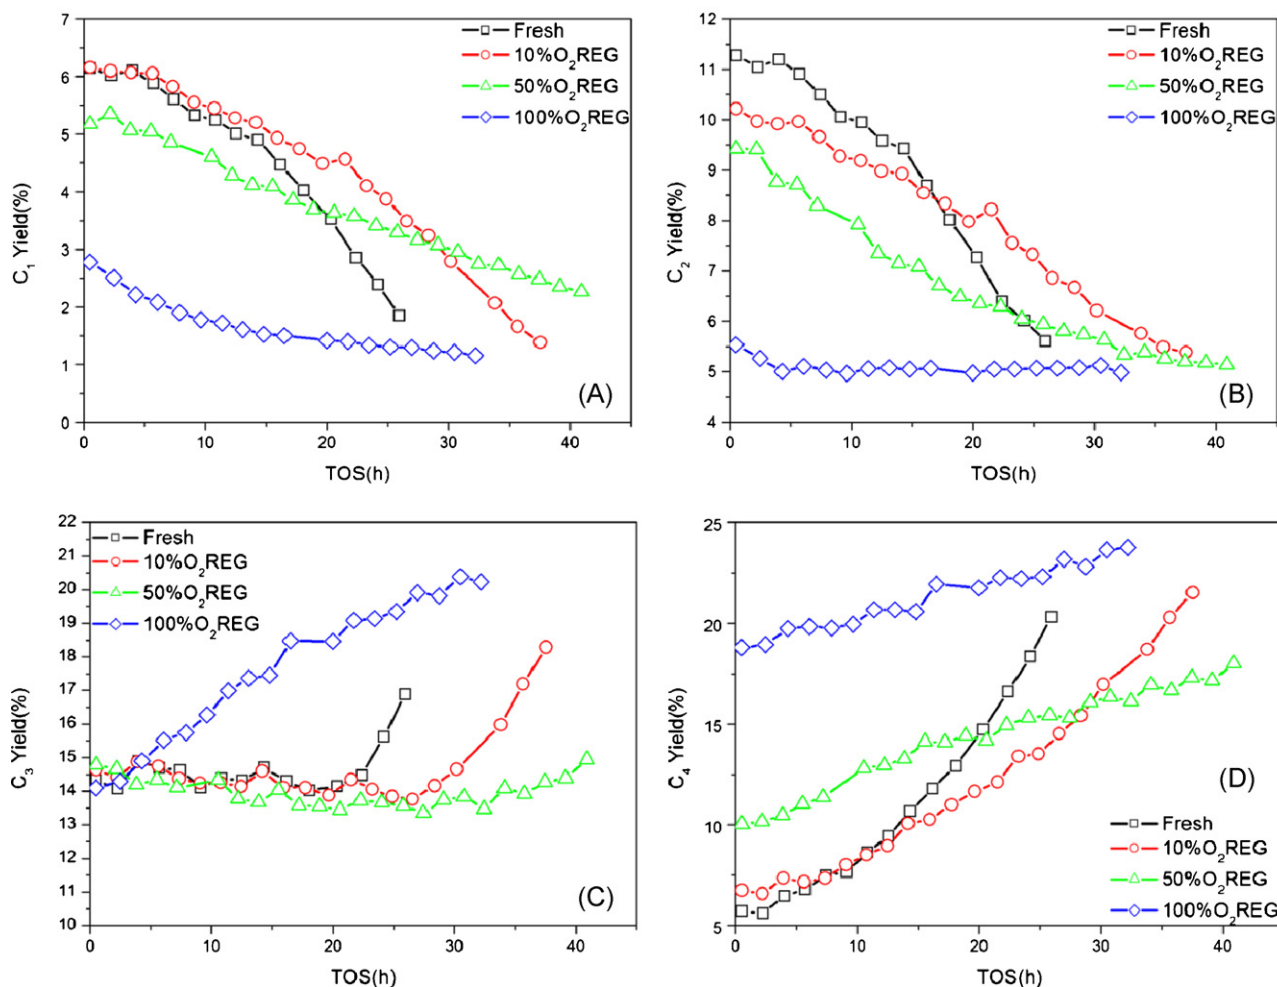 7
6
5
4
3
2
1
0
C₁ Yield(%)
0 10 20 30 40
TOS(h)
Fresh
10%O₂REG
50%O₂REG
100%O₂REG
(A)
12
11
10
9
8
7
6
5
4
C₂ Yield(%)
0 10 20 30 40
TOS(h)
Fresh
10%O₂REG
50%O₂REG
100%O₂REG
(B)
22
21
20
19
18
17
16
15
14
13
12
11
10
C₃ Yield(%)
0 10 20 30 40
TOS(h)
Fresh
10%O₂REG
50%O₂REG
100%O₂REG
(C)
25
20
15
10
5
C₄ Yield(%)
0 10 20 30 40
TOS(h)
(D)
Fresh
10%O₂REG
50%O₂REG
100%O₂REG